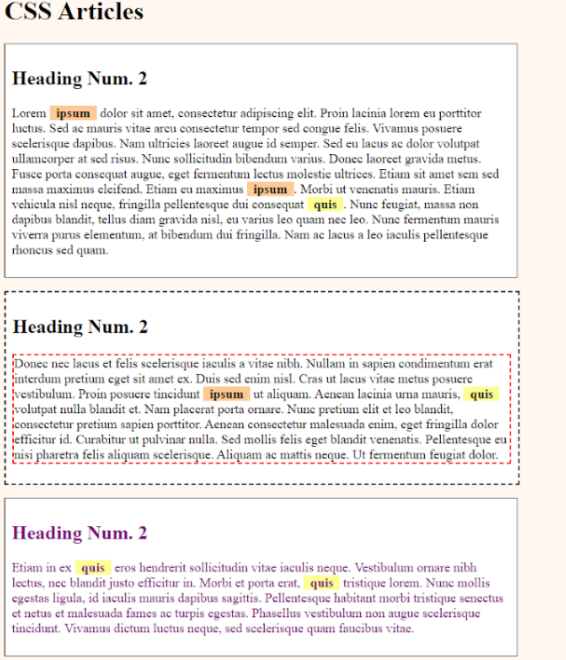 CSS Articles
Heading Num. 2
Lorem ipsum dolor sit amet, consectetur adipiscing elit. Proin lacinia lorem eu porttitor
luctus. Sed ac mauris vitae arcu consectetur tempor sed congue felis. Vivamus posuere
scelerisque dapibus. Nam ultricies laoreet augue id semper. Sed eu lacus ac dolor volutpat
ullamcorper at sed risus. Nunc sollicitudin bibendum varius. Donec laoreet gravida metus.
Fusce porta consequat augue, eget fermentum lectus molestie ultrices. Etiam sit amet sem sed
massa maximus eleifend. Etiam eu maximus ipsum . Morbi ut venenatis mauris. Etiam
vehicula nisl neque, fringilla pellentesque dui consequat quis . Nunc feugiat, massa non
dapibus blandit, tellus diam gravida nisl, eu varius leo quam nec leo. Nunc fermentum mauris
viverra purus elementum, at bibendum dui fringilla. Nam ac lacus a leo iaculis pellentesque
rhoncus sed quam.
Heading Num. 2
Donec nec lacus et felis scelerisque iaculis a vitae nibh. Nullam in sapien condimentum erat
interdum pretium eget sit amet ex. Duis sed enim nisl. Cras ut lacus vitae metus posuere
vestibulum. Proin posuere tincidunt ipsum ut aliquam. Aenean lacinia urna mauris, quis
volutpat nulla blandit et. Nam placerat porta ornare. Nunc pretium elit et leo blandit,
consectetur pretium sapien porttitor. Aenean consectetur malesuada enim, eget fringilla dolor
efficitur id. Curabitur ut pulvinar nulla. Sed mollis felis eget blandit venenatis. Pellentesque eu
nisi pharetra felis aliquam scelerisque. Aliquam ac mattis neque. Ut fermentum feugiat dolor.
Heading Num. 2
Etiam in ex quis eros hendrerit sollicitudin vitae iaculis neque. Vestibulum ornare nibh
lectus, nec blandit justo efficitur in. Morbi et porta erat, quis tristique lorem. Nunc mollis
egestas ligula, id iaculis mauris dapibus sagittis. Pellentesque habitant morbi tristique senectus
et netus et malesuada fames ac turpis egestas. Phasellus vestibulum non augue scelerisque
tincidunt. Vivamus dictum luctus neque, sed scelerisque quam faucibus vitae.